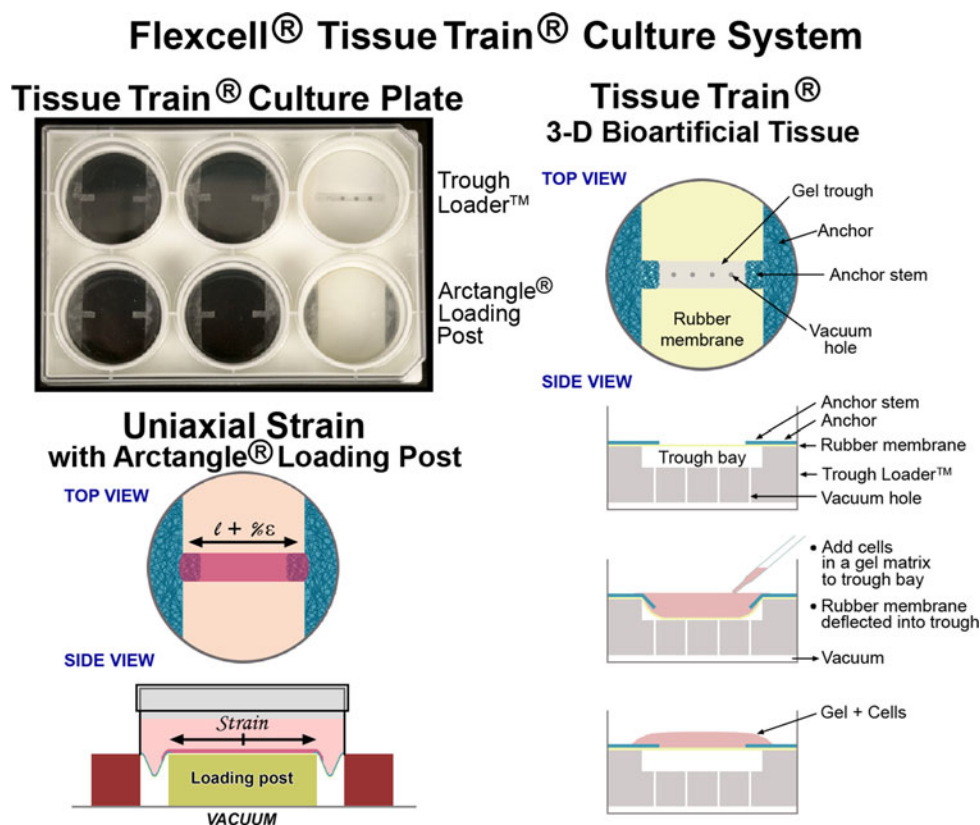 Flexcell® Tissue Train® Culture System
Tissue Train® Culture Plate
Trough
Loader™
Arctangle®
Loading
Post
Uniaxial Strain
with Arctangle® Loading Post
TOP VIEW
ℓ + %ε
SIDE VIEW
Strain
Loading post
VACUUM
Tissue Train®
3-D Bioartificial Tissue
TOP VIEW
Gel trough
Anchor
Anchor stem
Vacuum
hole
Rubber
membrane
SIDE VIEW
Anchor stem
Anchor
Rubber membrane
Trough bay
Trough Loader™
Vacuum hole
• Add cells
in a gel matrix
to trough bay
• Rubber membrane
deflected into trough
Vacuum
Gel + Cells